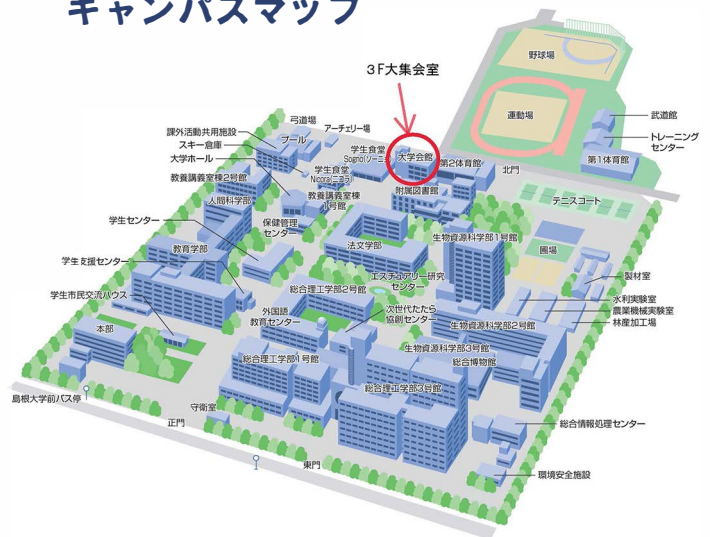 キャンパスマップ
3F大集会室
野球場
運動場
武道館
トレーニング
センター
第1体育館
弓道場
アーチェリー場
課外活動共用施設
プール
スキー倉庫
大学ホール
学生食堂
大学会館
第2体育館
北門
学生食堂
教養講義室棟2号館
附属図書館
テニスコート
教養講義室棟
1号館
人間科学部
学生センター
保健管理
センター
法文学部
生物資源科学部1号館
教育学部
圃場
学生支援センター
エスチュアリー研究
センター
製材室
学生市民交流ハウス
総合理工学部2号館
水利実験室
外国語
教育センター
次世代たたら
協創センター
農業機械実験室
本部
生物資源科学部2号館
林産加工場
生物資源科学部3号館
総合理工学部1号館
総合博物館
総合理工学部3号館
島根大学前バス停
守衛室
正門
総合情報処理センター
東門
環境安全施設